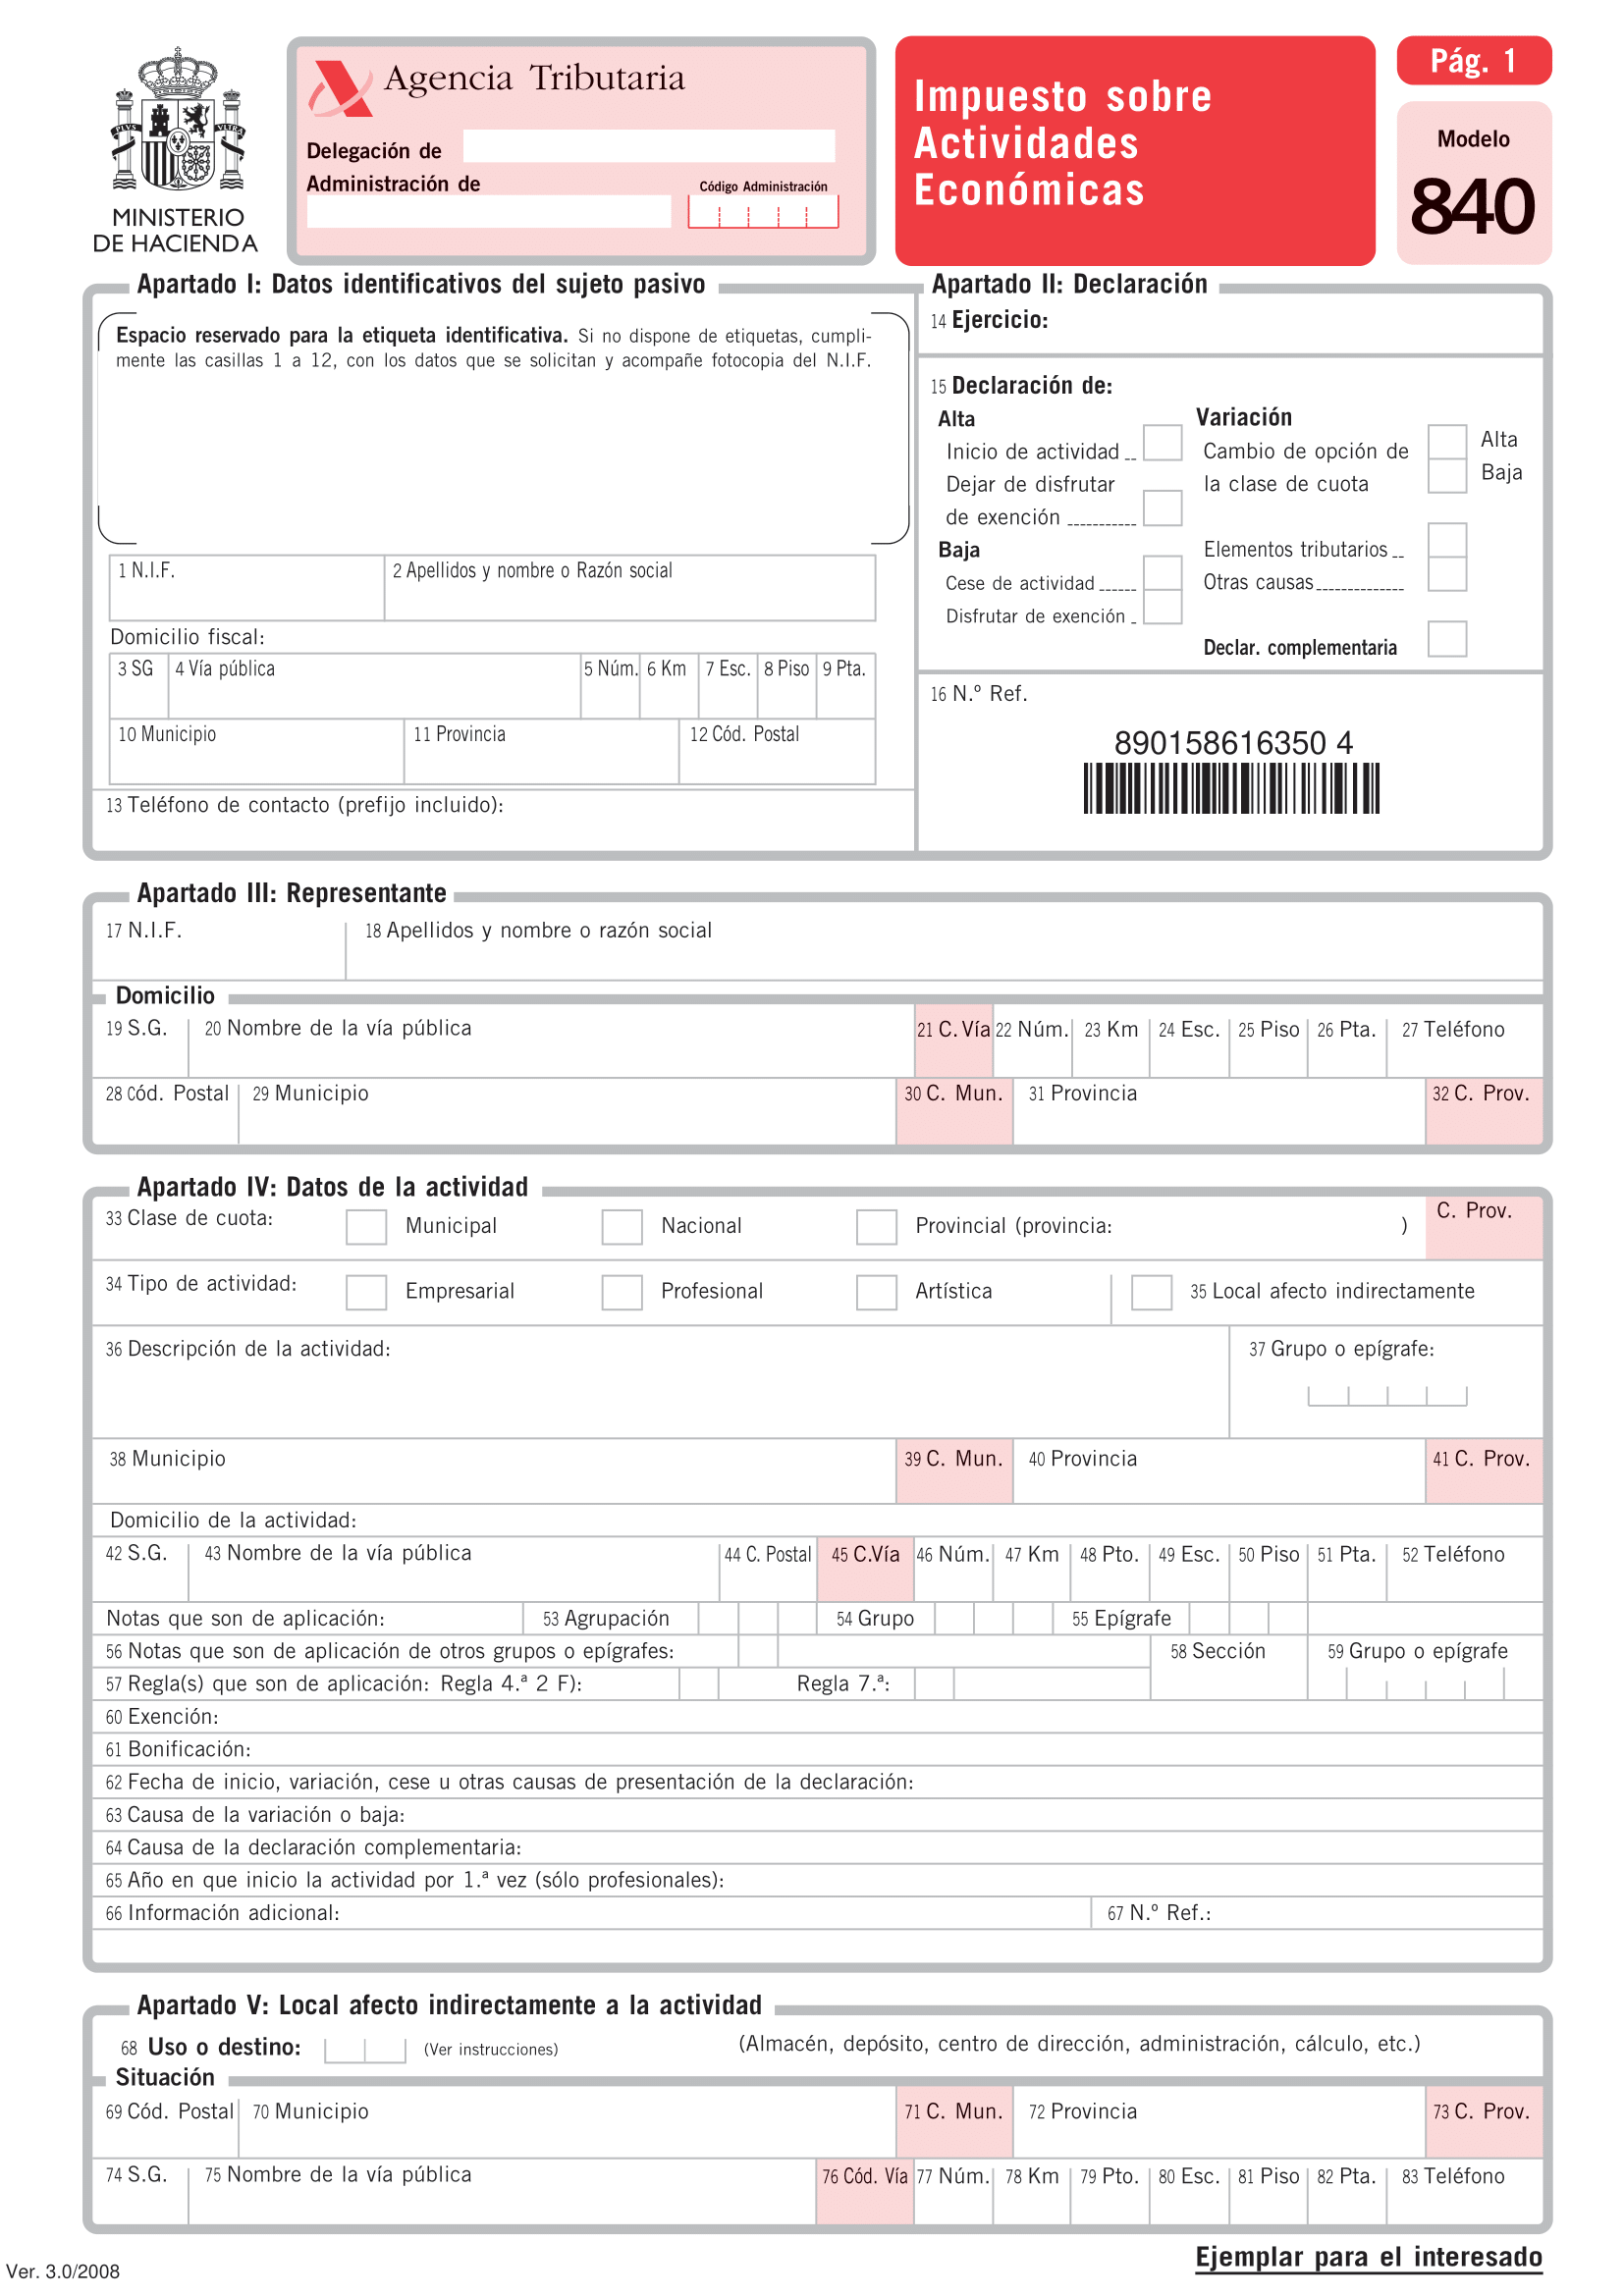 PLVS VLTRA
MINISTERIO
DE HACIENDA
Agencia Tributaria
Delegación de
Administración de
Código Administración
Impuesto sobre
Actividades
Económicas
Pág. 1
Modelo
840
Apartado I: Datos identificativos del sujeto pasivo
Espacio reservado para la etiqueta identificativa. Si no dispone de etiquetas, cumpli-
mente las casillas 1 a 12, con los datos que se solicitan y acompañe fotocopia del N.I.F.
1 N.I.F. 2 Apellidos y nombre o Razón social
Domicilio fiscal:
3 SG 4 Vía pública 5 Núm. 6 Km 7 Esc. 8 Piso 9 Pta.
10 Municipio 11 Provincia 12 Cód. Postal
13 Teléfono de contacto (prefijo incluido):
Apartado II: Declaración
14 Ejercicio:
15 Declaración de:
Alta
Inicio de actividad
Dejar de disfrutar
de exención
Baja
Cese de actividad
Disfrutar de exención
Variación
Cambio de opción de
la clase de cuota
Alta
Baja
Elementos tributarios
Otras causas
Declar. complementaria
16 N.º Ref.
890158616350 4
Apartado III: Representante
17 N.I.F. 18 Apellidos y nombre o razón social
Domicilio
19 S.G. 20 Nombre de la vía pública 21 C. Vía 22 Núm. 23 Km 24 Esc. 25 Piso 26 Pta. 27 Teléfono
28 Cód. Postal 29 Municipio 30 C. Mun. 31 Provincia 32 C. Prov.
Apartado IV: Datos de la actividad
33 Clase de cuota: Municipal Nacional Provincial (provincia: ) C. Prov.
34 Tipo de actividad: Empresarial Profesional Artística 35 Local afecto indirectamente
36 Descripción de la actividad: 37 Grupo o epígrafe:
38 Municipio 39 C. Mun. 40 Provincia 41 C. Prov.
Domicilio de la actividad:
42 S.G. 43 Nombre de la vía pública 44 C. Postal 45 C.Vía 46 Núm. 47 Km 48 Pto. 49 Esc. 50 Piso 51 Pta. 52 Teléfono
Notas que son de aplicación: 53 Agrupación 54 Grupo 55 Epígrafe
56 Notas que son de aplicación de otros grupos o epígrafes: 58 Sección 59 Grupo o epígrafe
57 Regla(s) que son de aplicación: Regla 4.ª 2 F): Regla 7.ª:
60 Exención:
61 Bonificación:
62 Fecha de inicio, variación, cese u otras causas de presentación de la declaración:
63 Causa de la variación o baja:
64 Causa de la declaración complementaria:
65 Año en que inicio la actividad por 1.ª vez (sólo profesionales):
66 Información adicional: 67 N.º Ref.:
Apartado V: Local afecto indirectamente a la actividad
68 Uso o destino: (Ver instrucciones) (Almacén, depósito, centro de dirección, administración, cálculo, etc.)
Situación
69 Cód. Postal 70 Municipio 71 C. Mun. 72 Provincia 73 C. Prov.
74 S.G. 75 Nombre de la vía pública 76 Cód. Vía 77 Núm. 78 Km 79 Pto. 80 Esc. 81 Piso 82 Pta. 83 Teléfono
Ejemplar para el interesado
Ver. 3.0/2008